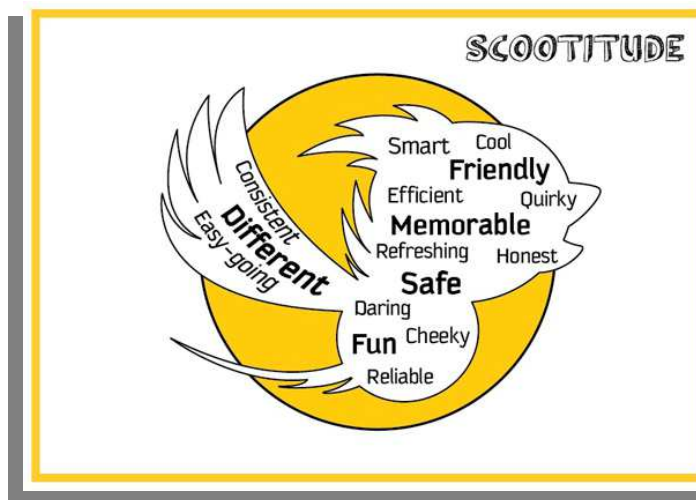 SCOOTITUDE
Smart
Cool
Friendly
Efficient
Quirky
Memorable
Refreshing
Honest
Safe
Daring
Fun
Cheeky
Reliable
Consistent
Different
Easy-going